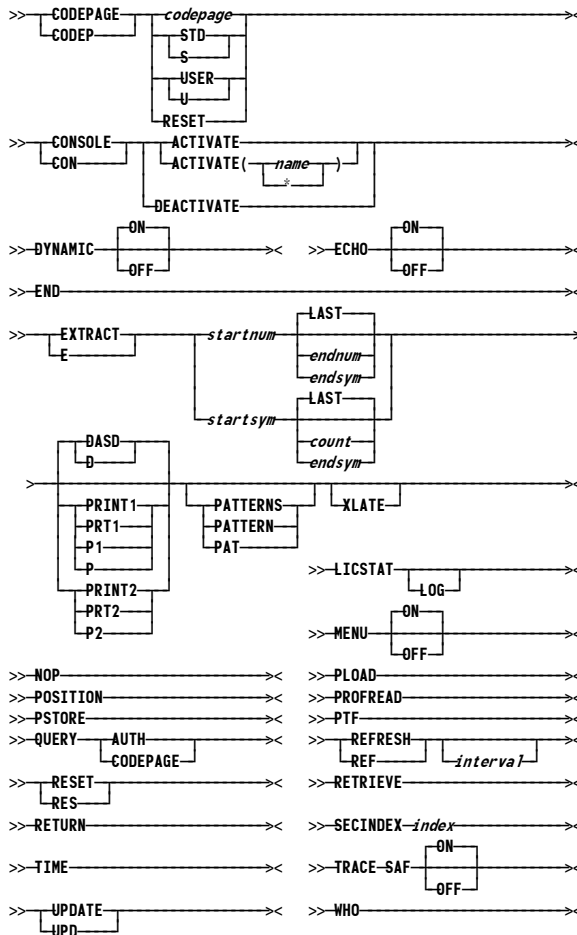 >> CODEPAGE codepage ><
CODEP STD
S
USER
U
RESET
>> CONSOLE ACTIVATE ><
CON ACTIVATE( name )
*
DEACTIVATE
ON ON
>> DYNAMIC >< >> ECHO ><
OFF OFF
>> END ><
LAST
>> EXTRACT startnum >
E endnum
endsym
LAST
startsym
count
endsym
DASD
D
> ><
PRINT1 PATTERNS XLATE
PRT1 PATTERN
P1 PAT
P
PRINT2 >> LICSTAT ><
PRT2 LOG
P2 ON
>> MENU ><
OFF
>> NOP >< >> PLOAD ><
>> POSITION >< >> PROFREAD ><
>> PSTORE >< >> PTF ><
>> QUERY AUTH >< >> REFRESH ><
CODEPAGE REF interval
>> RESET >< >> RETRIEVE ><
RES
>> RETURN >< >> SECINDEX index ><
ON
>> TIME >< >> TRACE SAF ><
OFF
>> UPDATE >< >> WHO ><
UPD